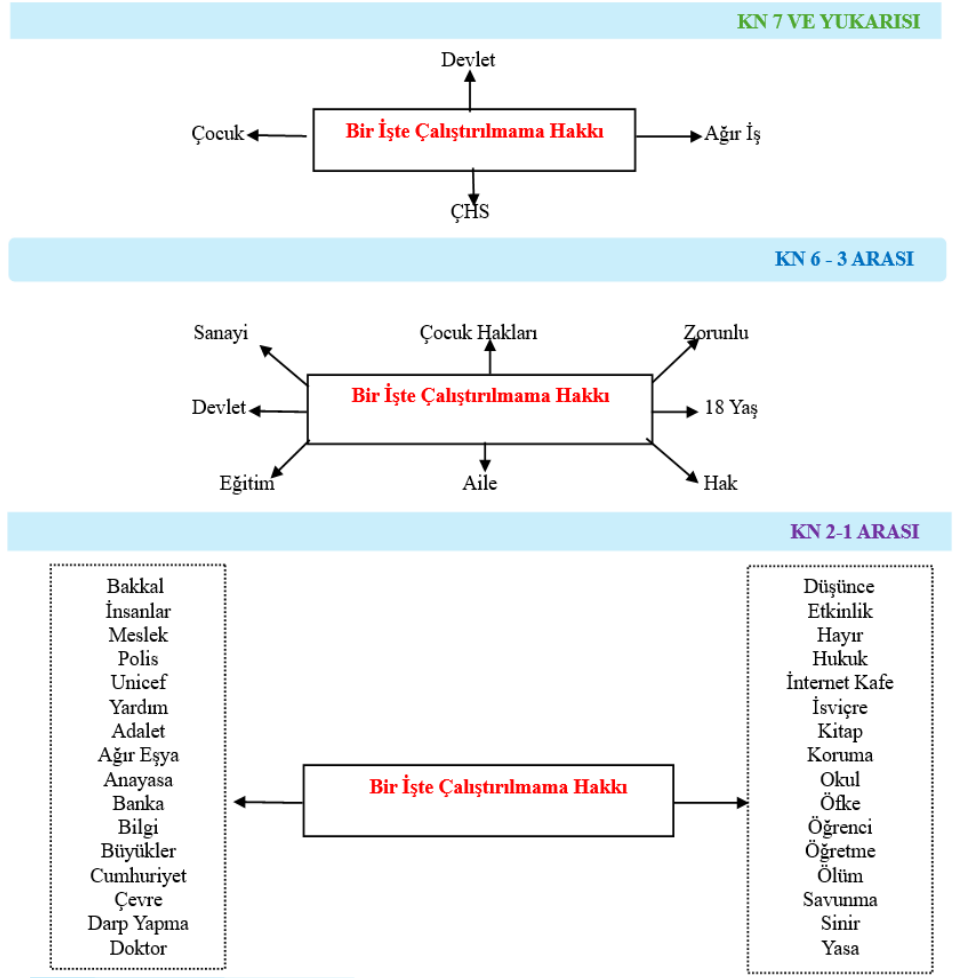 KN 7 VE YUKARISI
Devlet
Çocuk
Bir İşte Çalıştırılmama Hakkı
Ağır İş
ÇHS
KN 6 - 3 ARASI
Sanayi
Çocuk Hakları
Zorunlu
Bir İşte Çalıştırılmama Hakkı
Devlet
18 Yaş
Eğitim
Aile
Hak
KN 2-1 ARASI
Bakkal
İnsanlar
Meslek
Polis
Unicef
Yardım
Adalet
Ağır Eşya
Anayasa
Banka
Bilgi
Büyükler
Cumhuriyet
Çevre
Darp Yapma
Doktor
Bir İşte Çalıştırılmama Hakkı
Düşünce
Etkinlik
Hayır
Hukuk
İnternet Kafe
İsviçre
Kitap
Koruma
Okul
Öfke
Öğrenci
Öğretme
Ölüm
Savunma
Sinir
Yasa